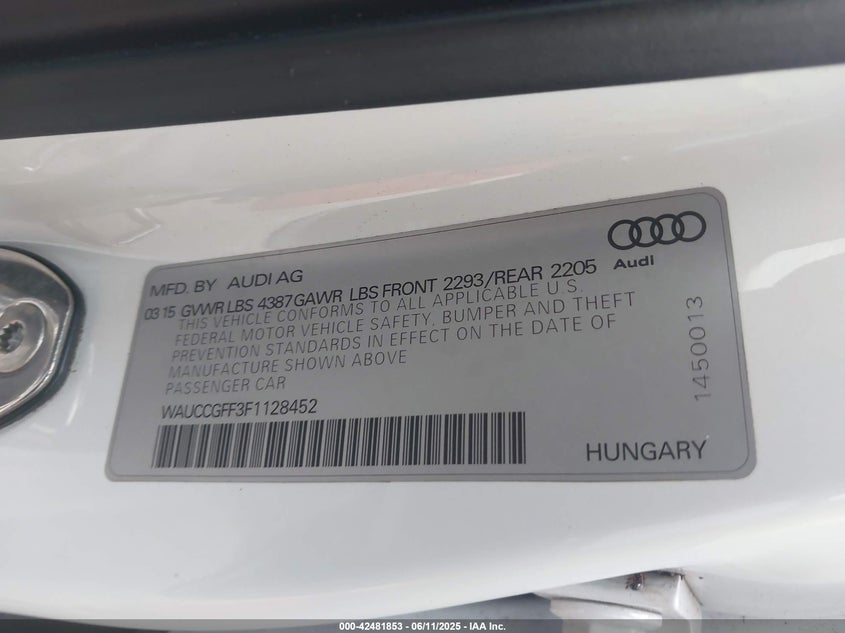 Audi
MFD. BY AUDI AG
03 15 GVWR LBS 4387 GAWR LBS FRONT 2293/REAR 2205
THIS VEHICLE CONFORMS TO ALL APPLICABLE U.S.
FEDERAL MOTOR VEHICLE SAFETY, BUMPER AND THEFT
PREVENTION STANDARDS IN EFFECT ON THE DATE OF
MANUFACTURE SHOWN ABOVE
PASSENGER CAR
WAUCCGFF3F1128452
HUNGARY
1450013
000-42481853 - 06/11/2025 - IAA Inc.